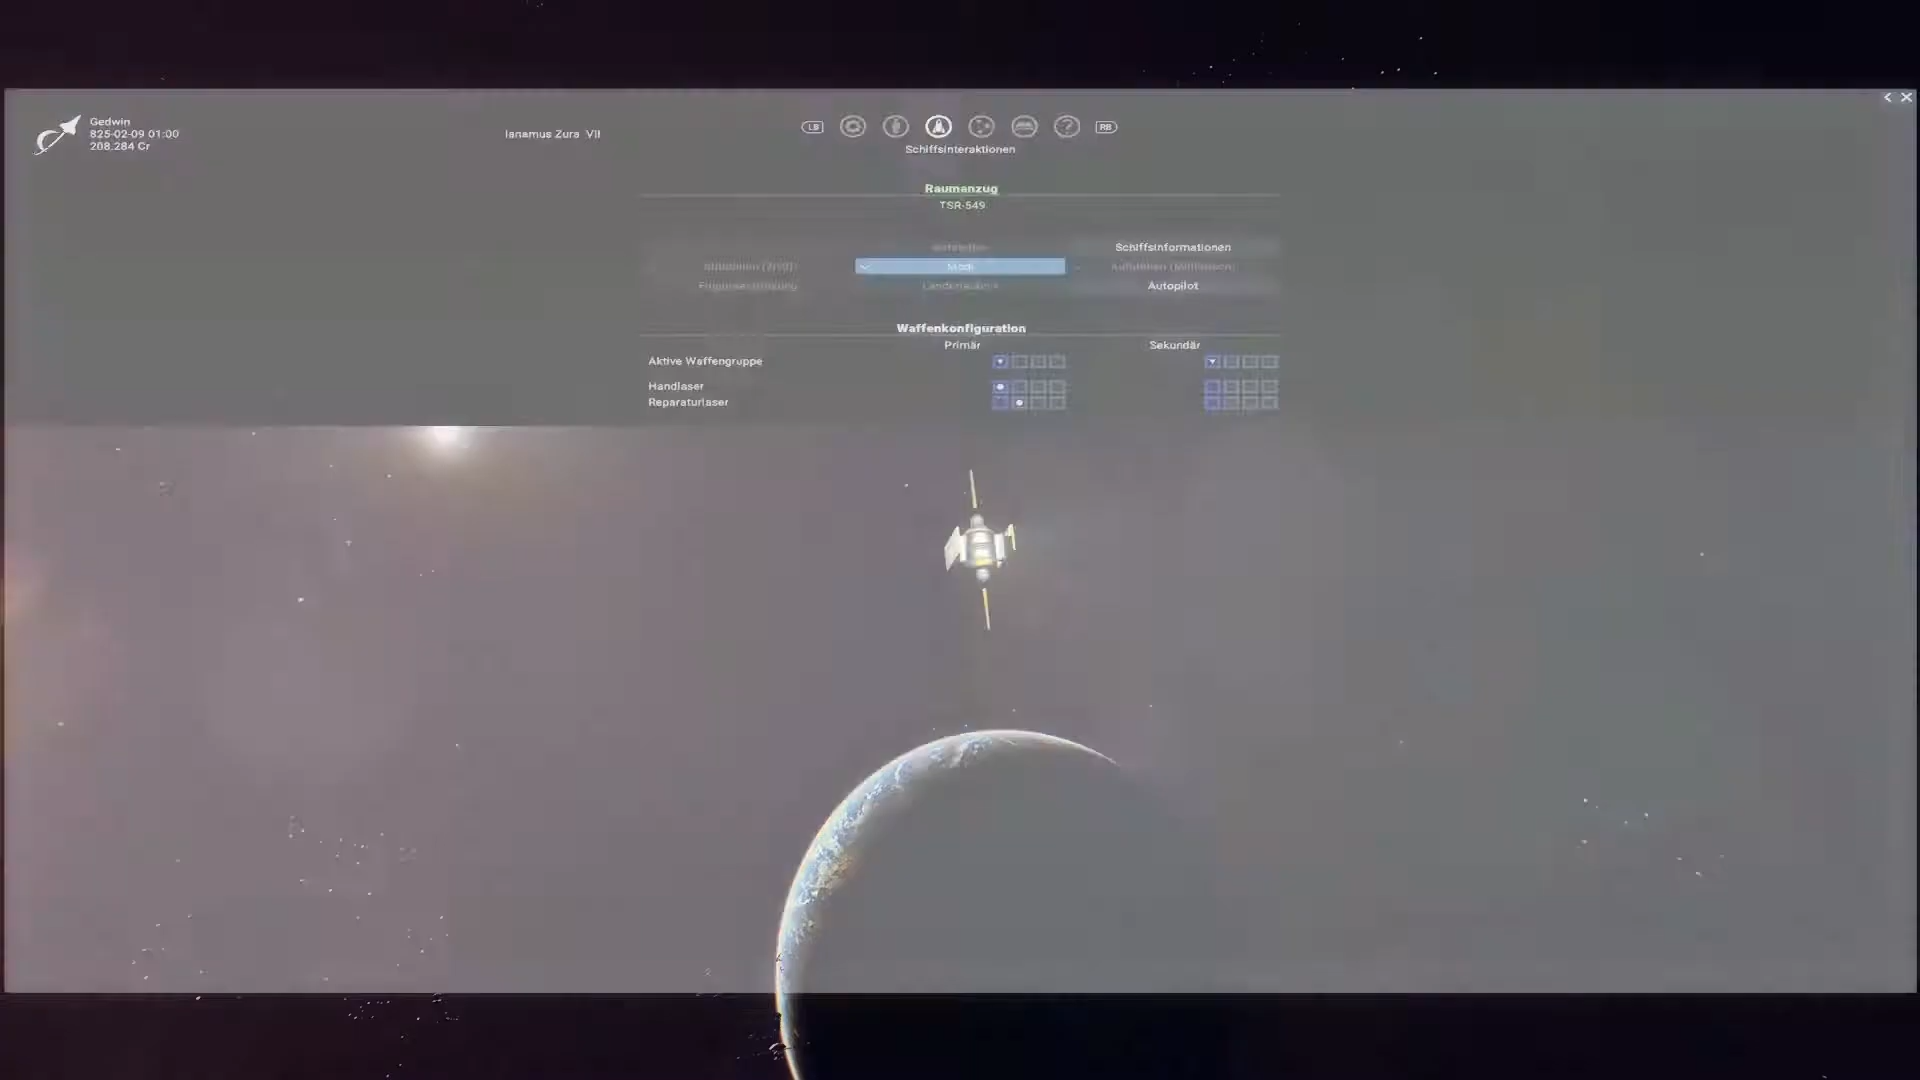 Gedwin
825-02-09 01:00
208.284 Cr
Ianamus Zura VII
LB
?
RB
Schiffsinteraktionen
Raumanzug
TSR-549
Schiffsinformationen
Modi
Autopilot
Waffenkonfiguration
Primär Sekundär
Aktive Waffengruppe
Handlaser
Reparaturlaser